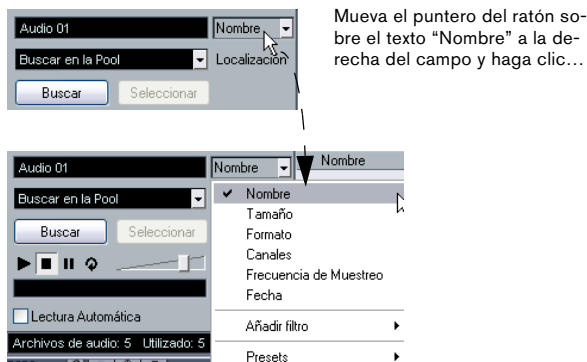 Audio 01
Nombre
Buscar en la Pool
Localización
Buscar
Seleccionar
Mueva el puntero del ratón so-
bre el texto “Nombre” a la de-
recha del campo y haga clic…
Audio 01
Nombre
Nombre
Buscar en la Pool
Buscar
Seleccionar
Lectura Automática
Archivos de audio: 5 Utilizado: 5
Nombre
Tamaño
Formato
Canales
Frecuencia de Muestreo
Fecha
Añadir filtro
Presets